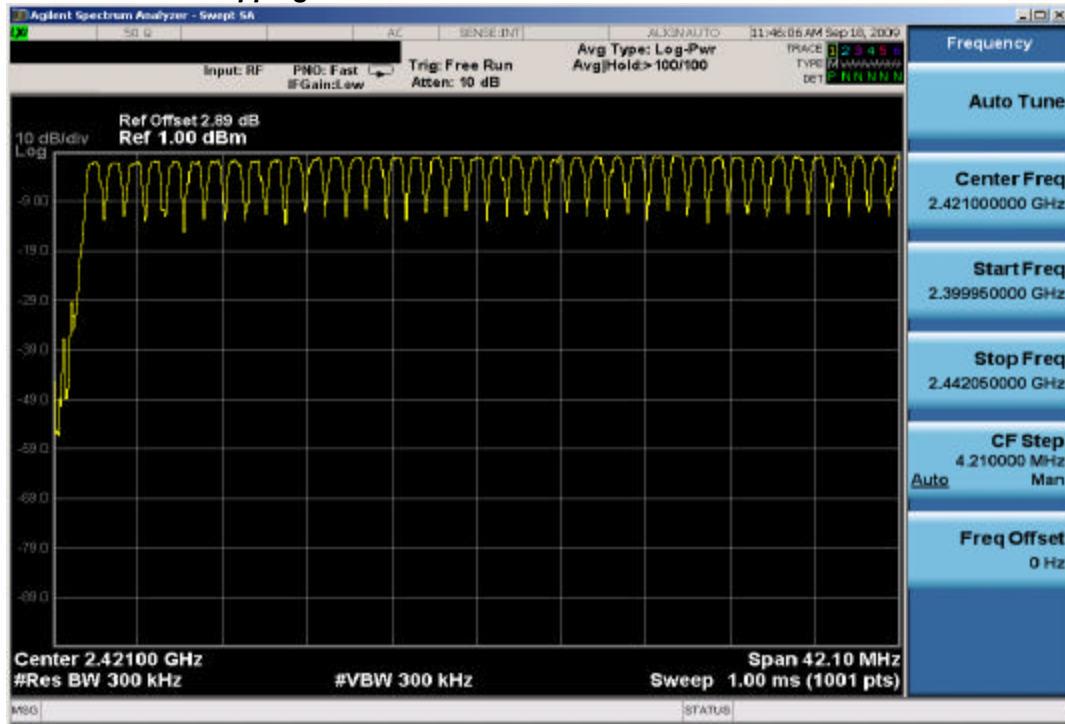 Agilent Spectrum Analyzer - Swept SA
50 Ω AC SENSE:INT ALIGNAUTO 11:46:06 AM Sep 18, 2009
Input: RF PNO: Fast IFGain:Low Trig: Free Run Atten: 10 dB Avg Type: Log-Pwr Avg|Hold:> 100/100
TRACE 1 2 3 4 5 6
TYPE M
DET P N N N N N
Ref Offset 2.89 dB
10 dB/div Ref 1.00 dBm
Log
-9.00
-19.0
-29.0
-39.0
-49.0
-59.0
-69.0
-79.0
-89.0
Center 2.42100 GHz Span 42.10 MHz
#Res BW 300 kHz #VBW 300 kHz Sweep 1.00 ms (1001 pts)
MSG STATUS
Frequency
Auto Tune
Center Freq
2.421000000 GHz
Start Freq
2.399950000 GHz
Stop Freq
2.442050000 GHz
CF Step
4.210000 MHz
Auto Man
Freq Offset
0 Hz